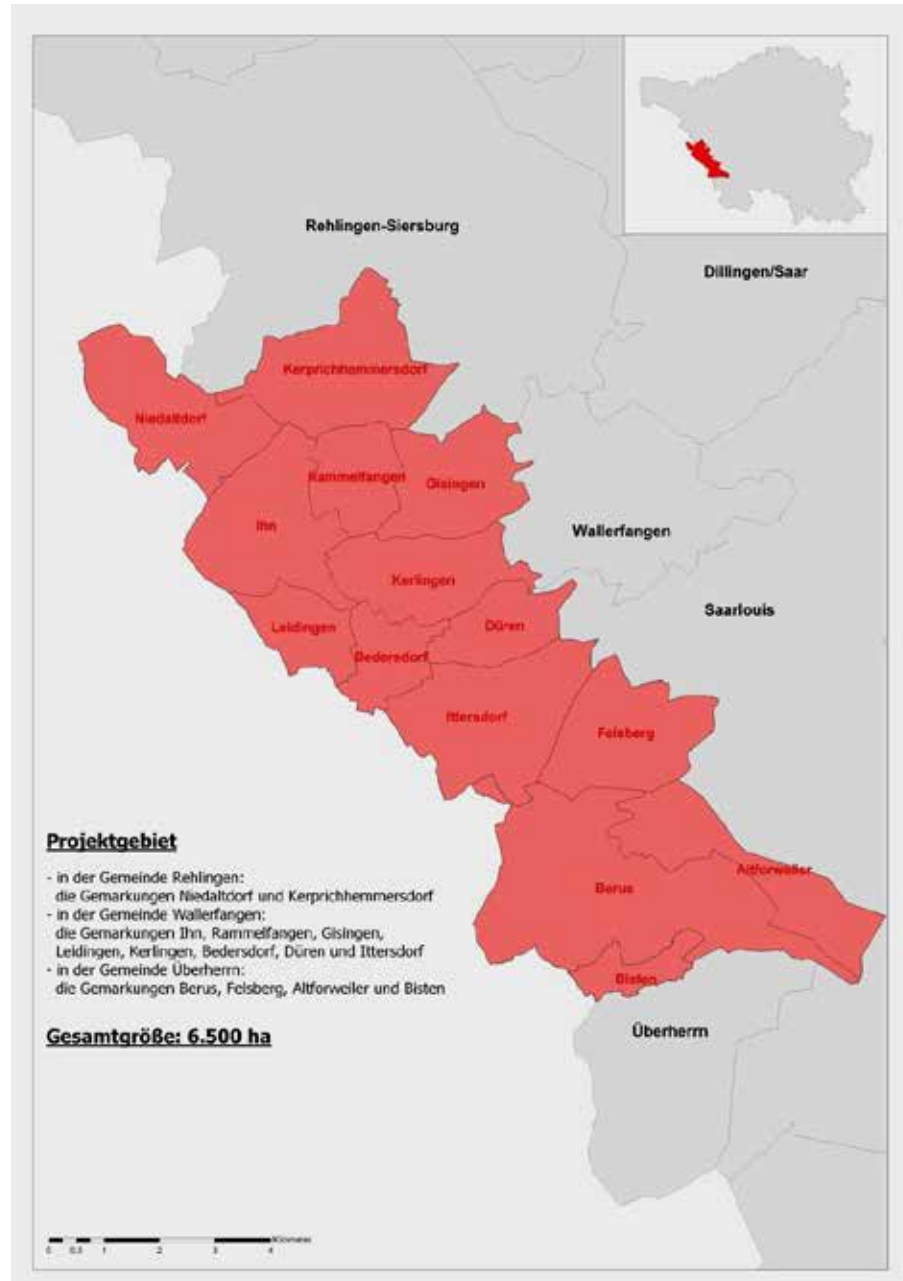 Rehlingen-Siersburg
Dillingen/Saar
Kerprichhemmersdorf
Niedaltdorf
Rammelfangen
Gisingen
Ihn
Wallerfangen
Kerlingen
Saarlouis
Leidingen
Düren
Bedersdorf
Ittersdorf
Felsberg
Altforweiler
Berus
Bisten
Überherrn
Projektgebiet
- in der Gemeinde Rehlingen:
die Gemarkungen Niedaltdorf und Kerprichhemmersdorf
- in der Gemeinde Wallerfangen:
die Gemarkungen Ihn, Rammelfangen, Gisingen,
Leidingen, Kerlingen, Bedersdorf, Düren und Ittersdorf
- in der Gemeinde Überherrn:
die Gemarkungen Berus, Felsberg, Altforweiler und Bisten
Gesamtgröße: 6.500 ha
Kilometer
0 0,5 1 2 3 4